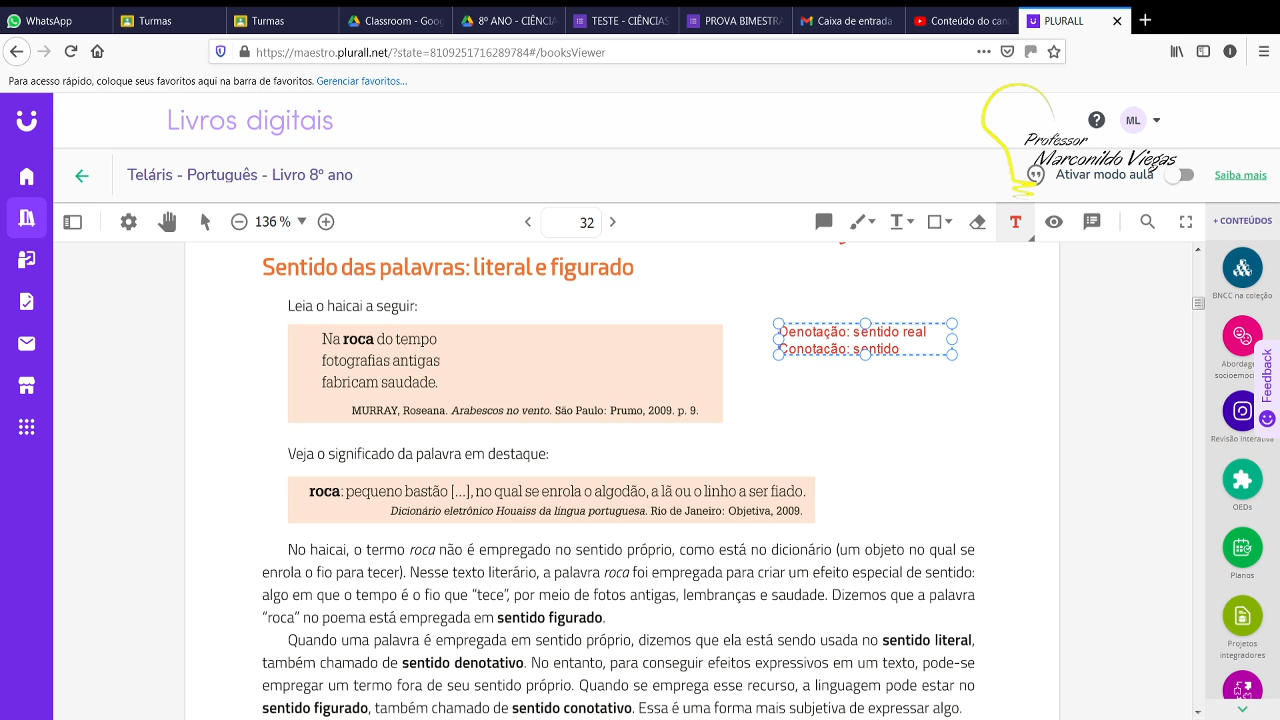 WhatsApp
Turmas
Turmas
Classroom - Goo
8º ANO - CIÊNCIA
TESTE - CIÊNCIAS
PROVA BIMESTRA
Caixa de entrada
Conteúdo do can
PLURALL
https://maestro.plurall.net/?state=8109251716289784#/booksViewer
Para acesso rápido, coloque seus favoritos aqui na barra de favoritos. Gerenciar favoritos...
Livros digitais
ML
Professor
Marconildo Viegas
Teláris - Português - Livro 8º ano
Ativar modo aula
Saiba mais
136 %
32
T
T
+ CONTEÚDOS
Sentido das palavras: literal e figurado
Leia o haicai a seguir:
Na roca do tempo
fotografias antigas
fabricam saudade.
MURRAY, Roseana. Arabescos no vento. São Paulo: Prumo, 2009. p. 9.
Denotação: sentido real
Conotação: sentido
Veja o significado da palavra em destaque:
roca: pequeno bastão [...], no qual se enrola o algodão, a lã ou o linho a ser fiado.
Dicionário eletrônico Houaiss da língua portuguesa. Rio de Janeiro: Objetiva, 2009.
No haicai, o termo roca não é empregado no sentido próprio, como está no dicionário (um objeto no qual se
enrola o fio para tecer). Nesse texto literário, a palavra roca foi empregada para criar um efeito especial de sentido:
algo em que o tempo é o fio que “tece”, por meio de fotos antigas, lembranças e saudade. Dizemos que a palavra
“roca” no poema está empregada em sentido figurado.
Quando uma palavra é empregada em sentido próprio, dizemos que ela está sendo usada no sentido literal,
também chamado de sentido denotativo. No entanto, para conseguir efeitos expressivos em um texto, pode-se
empregar um termo fora de seu sentido próprio. Quando se emprega esse recurso, a linguagem pode estar no
sentido figurado, também chamado de sentido conotativo. Essa é uma forma mais subjetiva de expressar algo.
BNCC na coleção
Abordage
socioemoci
Feedback
Revisão interativa
OEDs
Planos
Projetos
integradores